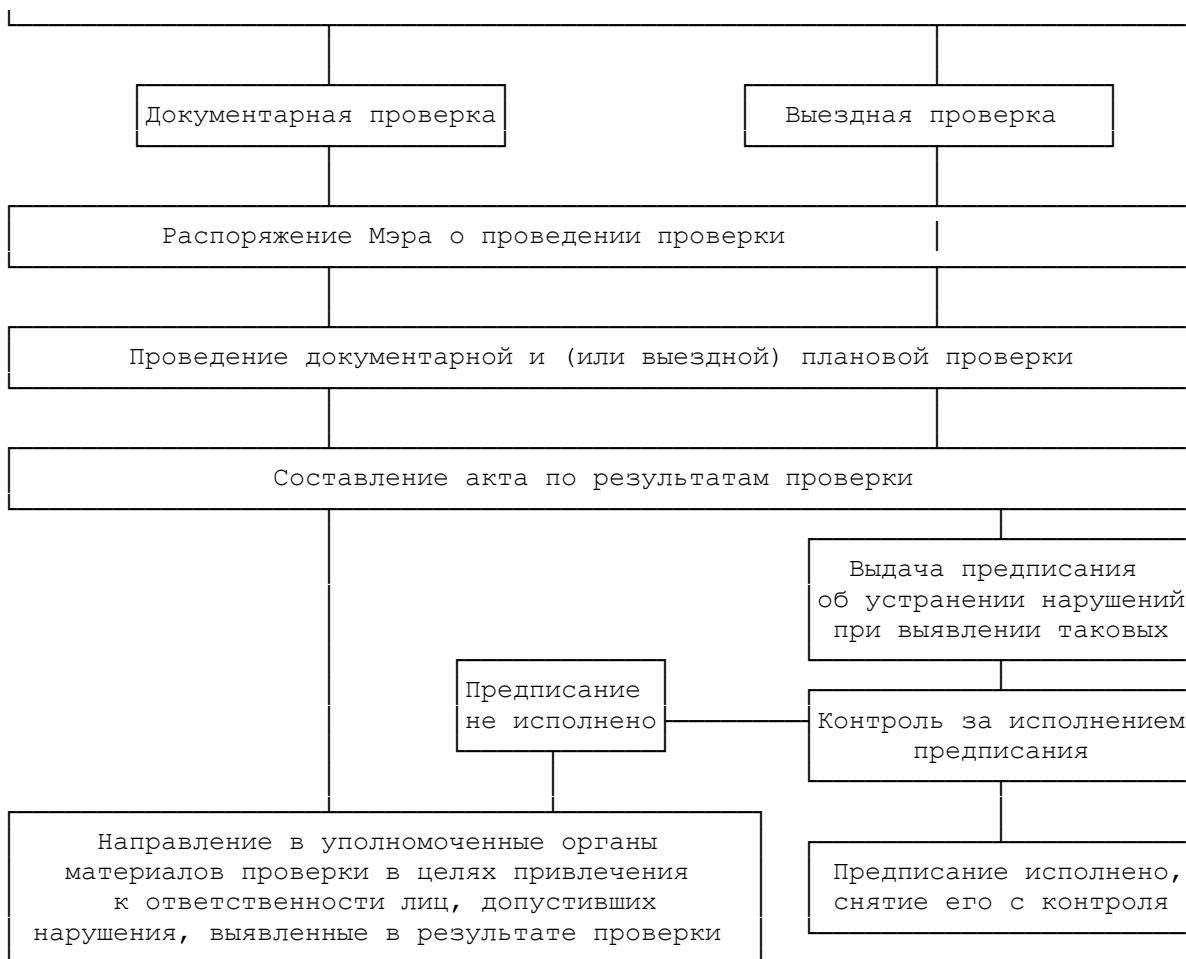 Документарная проверка
Выездная проверка
Распоряжение Мэра о проведении проверки
Проведение документарной и (или выездной) плановой проверки
Составление акта по результатам проверки
Выдача предписания
об устранении нарушений
при выявлении таковых
Предписание
не исполнено
Контроль за исполнением
предписания
Направление в уполномоченные органы
материалов проверки в целях привлечения
к ответственности лиц, допустивших
нарушения, выявленные в результате проверки
Предписание исполнено,
снятие его с контроля